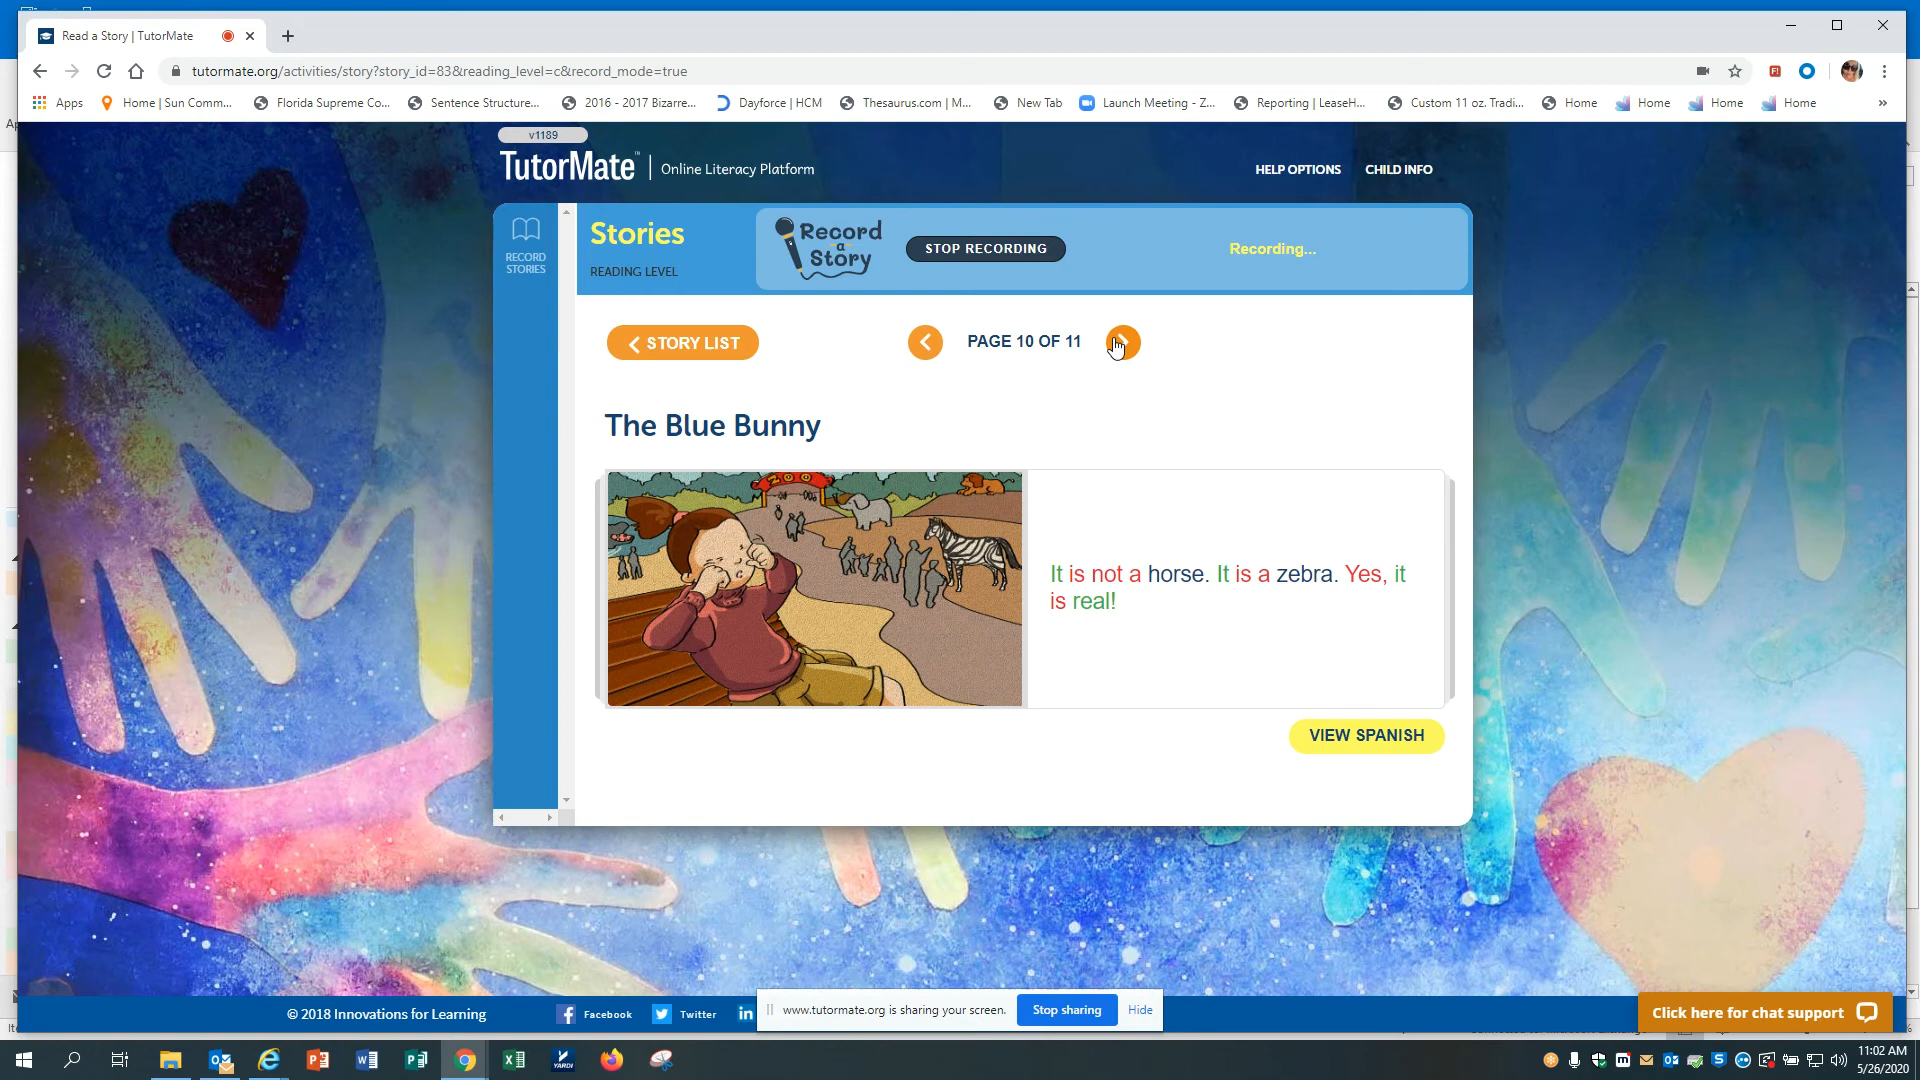 Read a Story | TutorMate
tutormate.org/activities/story?story_id=83&reading_level=c&record_mode=true
Apps Home | Sun Comm... Florida Supreme Co... Sentence Structure... 2016 - 2017 Bizarre... Dayforce | HCM Thesaurus.com | M... New Tab Launch Meeting - Z... Reporting | LeaseH... Custom 11 oz. Tradi... Home Home Home Home »
v1189
TutorMate™ | Online Literacy Platform
HELP OPTIONS CHILD INFO
RECORD
STORIES
Stories
READING LEVEL
Record
-a-
Story
STOP RECORDING
Recording...
STORY LIST
PAGE 10 OF 11
The Blue Bunny
ZOO
It is not a horse. It is a zebra. Yes, it
is real!
VIEW SPANISH
© 2018 Innovations for Learning
Facebook Twitter in
www.tutormate.org is sharing your screen. Stop sharing Hide
Click here for chat support
YARDI
11:02 AM
5/26/2020